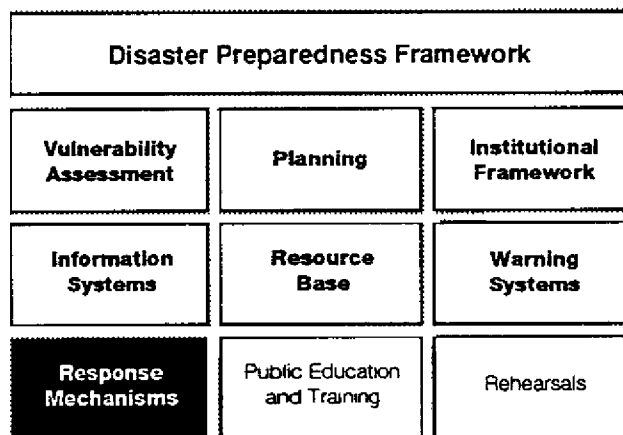 Disaster Preparedness Framework
Vulnerability
Assessment
Planning
Institutional
Framework
Information
Systems
Resource
Base
Warning
Systems
Response
Mechanisms
Public Education
and Training
Rehearsals